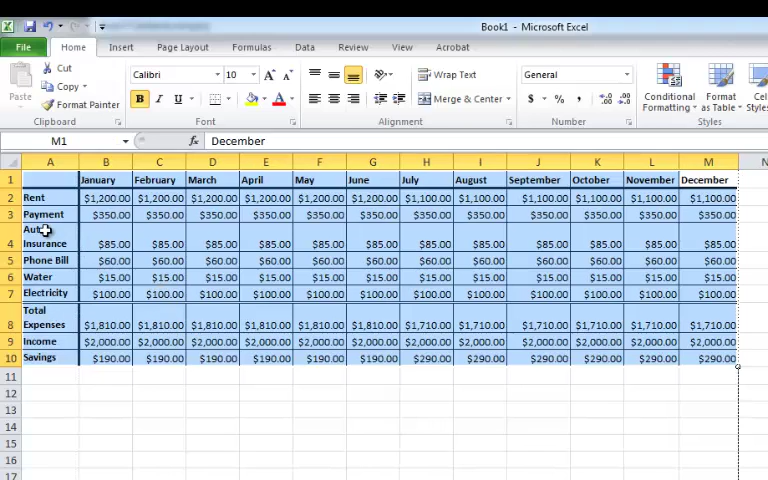 Book1 - Microsoft Excel
File Home Insert Page Layout Formulas Data Review View Acrobat
Cut Calibri 10 A A Wrap Text General
Paste Copy B I U A Merge & Center $ % , .0 .00 .00 .0 Conditional Formatting Format as Table
Format Painter
Clipboard Font Alignment Number Styles
M1 fx December
A B C D E F G H I J K L M
1 January February March April May June July August September October November December
2 Rent $1,200.00 $1,200.00 $1,200.00 $1,200.00 $1,200.00 $1,200.00 $1,100.00 $1,100.00 $1,100.00 $1,100.00 $1,100.00 $1,100.00
3 Payment $350.00 $350.00 $350.00 $350.00 $350.00 $350.00 $350.00 $350.00 $350.00 $350.00 $350.00 $350.00
4 Insurance $85.00 $85.00 $85.00 $85.00 $85.00 $85.00 $85.00 $85.00 $85.00 $85.00 $85.00 $85.00
5 Phone Bill $60.00 $60.00 $60.00 $60.00 $60.00 $60.00 $60.00 $60.00 $60.00 $60.00 $60.00 $60.00
6 Water $15.00 $15.00 $15.00 $15.00 $15.00 $15.00 $15.00 $15.00 $15.00 $15.00 $15.00 $15.00
7 Electricity $100.00 $100.00 $100.00 $100.00 $100.00 $100.00 $100.00 $100.00 $100.00 $100.00 $100.00 $100.00
Total
8 Expenses $1,810.00 $1,810.00 $1,810.00 $1,810.00 $1,810.00 $1,810.00 $1,710.00 $1,710.00 $1,710.00 $1,710.00 $1,710.00 $1,710.00
9 Income $2,000.00 $2,000.00 $2,000.00 $2,000.00 $2,000.00 $2,000.00 $2,000.00 $2,000.00 $2,000.00 $2,000.00 $2,000.00 $2,000.00
10 Savings $190.00 $190.00 $190.00 $190.00 $190.00 $190.00 $290.00 $290.00 $290.00 $290.00 $290.00 $290.00
11
12
13
14
15
16
17